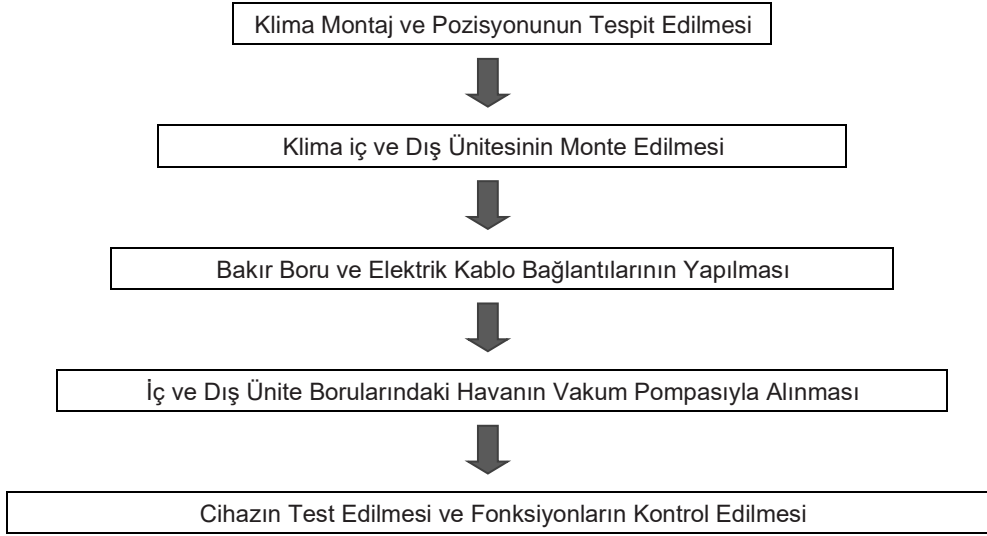 Klima Montaj ve Pozisyonunun Tespit Edilmesi
Klima iç ve Dış Ünitesinin Monte Edilmesi
Bakır Boru ve Elektrik Kablo Bağlantılarının Yapılması
İç ve Dış Ünite Borularındaki Havanın Vakum Pompasıyla Alınması
Cihazın Test Edilmesi ve Fonksiyonların Kontrol Edilmesi